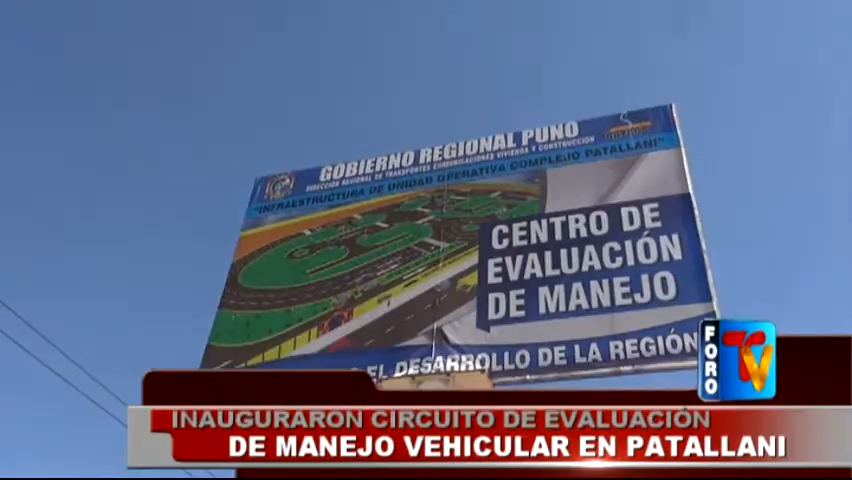 GOBIERNO REGIONAL PUNO
DIRECCIÓN REGIONAL DE TRANSPORTES COMUNICACIONES VIVIENDA Y CONSTRUCCIÓN
"INFRAESTRUCTURA DE UNIDAD OPERATIVA COMPLEJO PATALLANI"
CENTRO DE
EVALUACIÓN
DE MANEJO
EL DESARROLLO DE LA REGIÓN
FORO
TV
INAUGURARON CIRCUITO DE EVALUACIÓN
DE MANEJO VEHICULAR EN PATALLANI